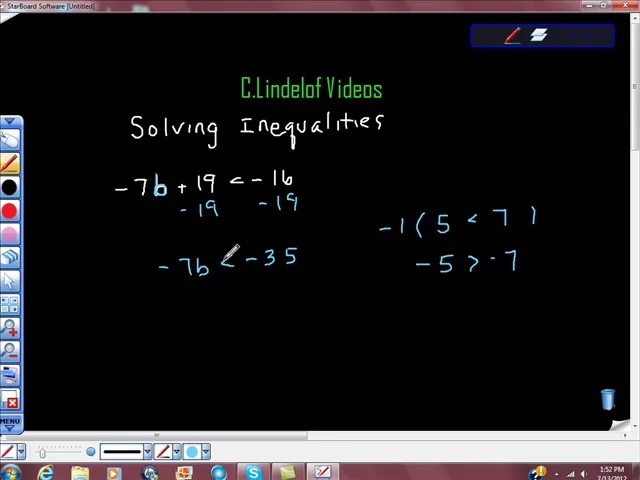 StarBoard Software [Untitled]
C.Lindelof Videos
Solving Inequalities
-7b + 19 < -16
-19 -19
-7b < -35
-1 ( 5 < 7 )
-5 > -7
MENU
1:52 PM
7/13/2012